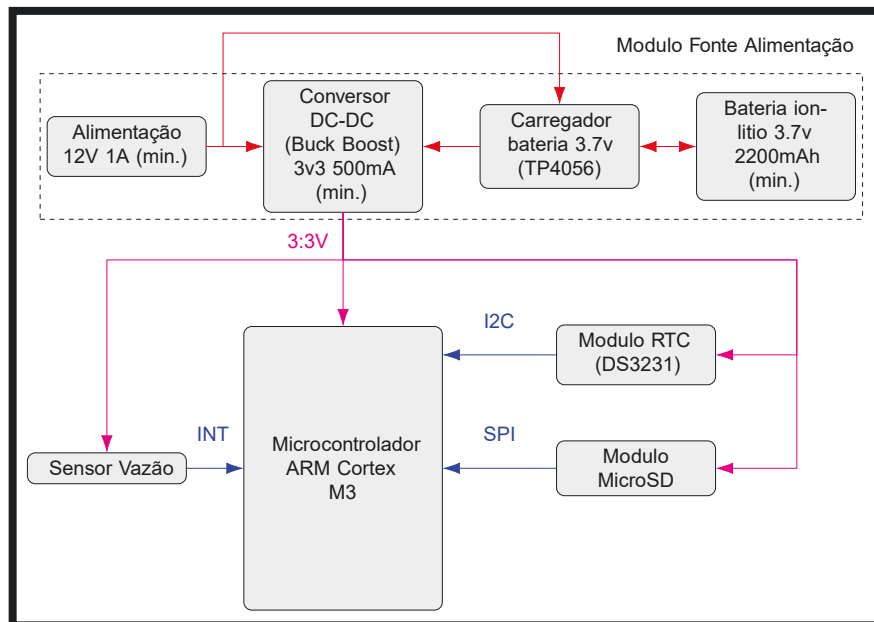 Modulo Fonte Alimentação
Alimentação
12V 1A (min.)
Conversor
DC-DC
(Buck Boost)
3v3 500mA
(min.)
Carregador
bateria 3.7v
(TP4056)
Bateria ion-
litio 3.7v
2200mAh
(min.)
3:3V
I2C
Modulo RTC
(DS3231)
INT
SPI
Sensor Vazão
Microcontrolador
ARM Cortex
M3
Modulo
MicroSD